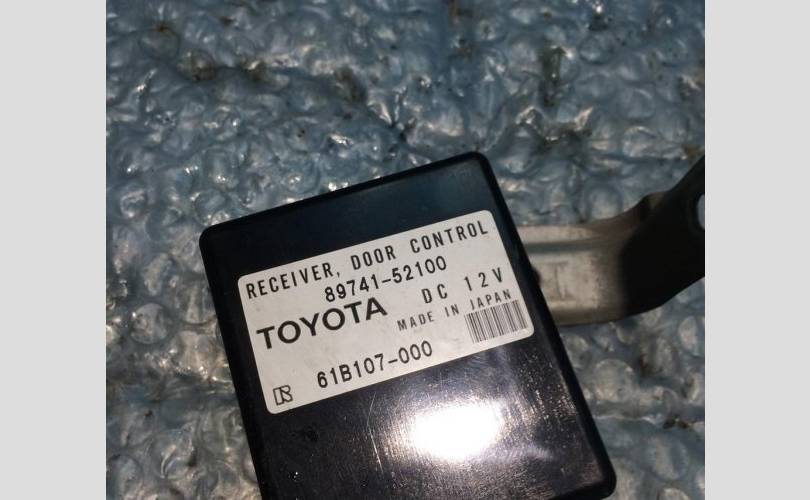 RECEIVER, DOOR CONTROL
89741-52100
TOYOTA DC 12V
MADE IN JAPAN
61B107-000
R